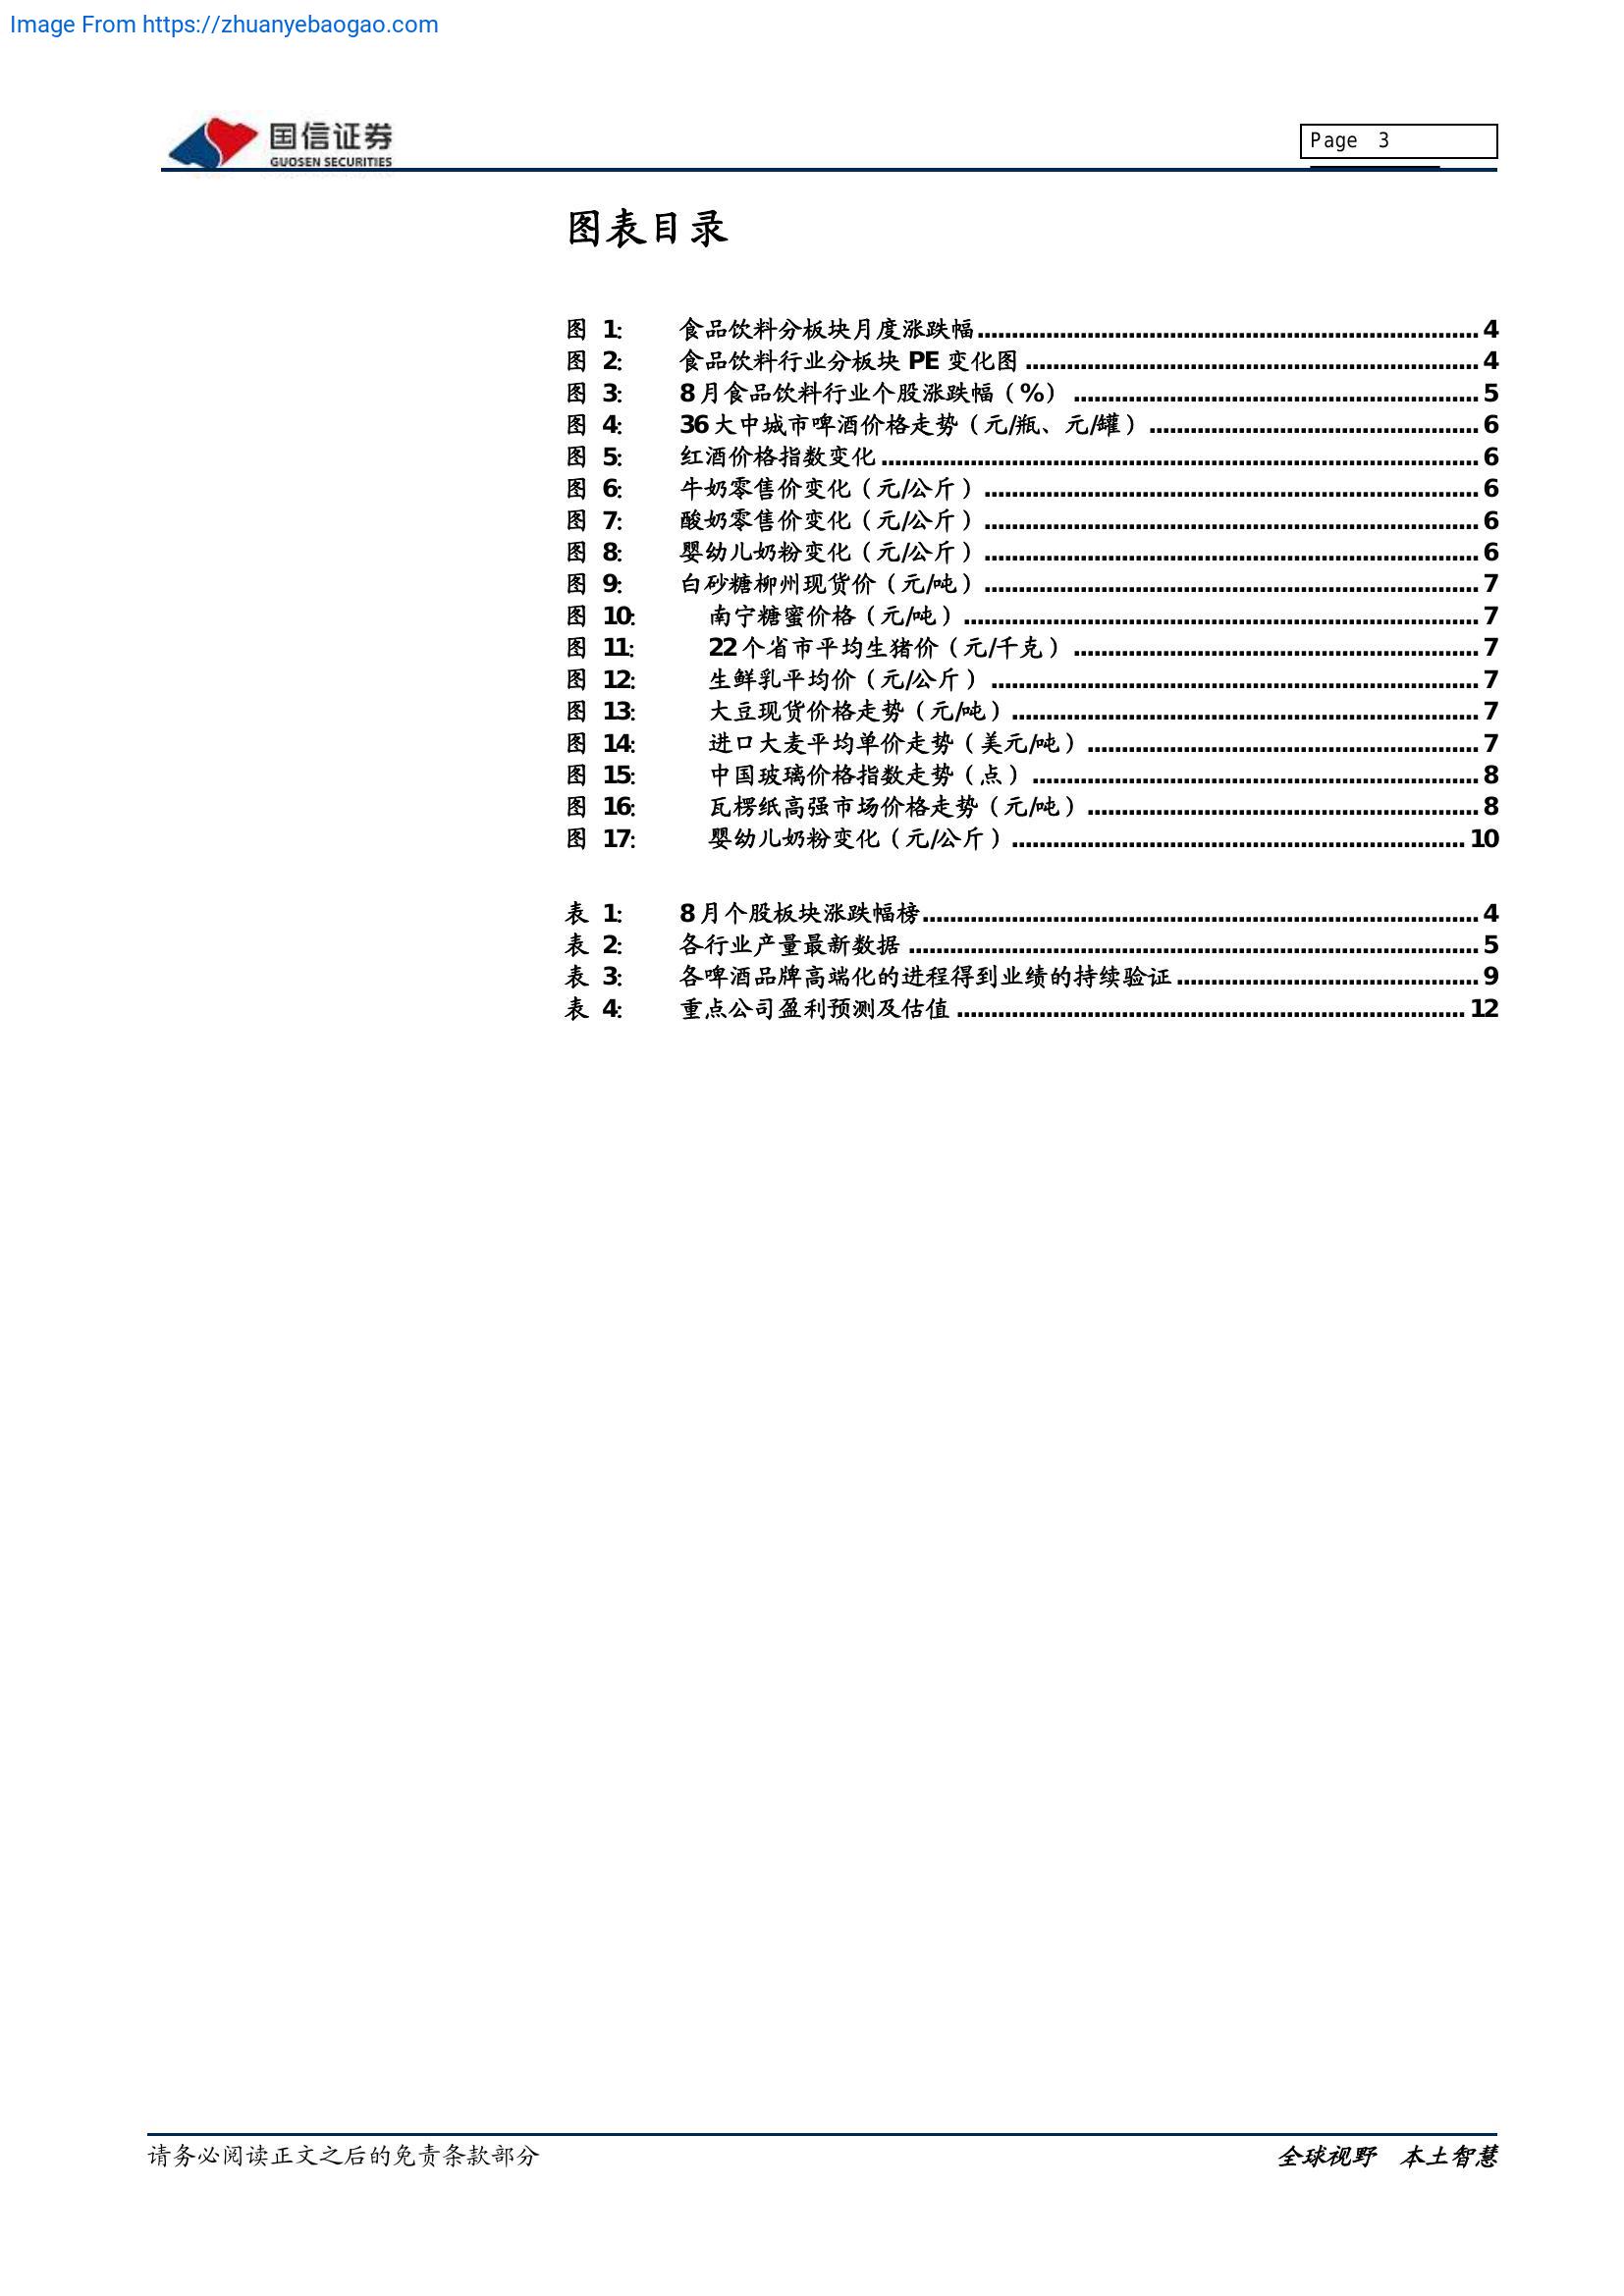 Image From https://zhuanyebaogao.com
国信证券
GUOSEN SECURITIES
Page 3
图表目录
图 1: 食品饮料分板块月度涨跌幅 4
图 2: 食品饮料行业分板块 PE 变化图 4
图 3: 8月食品饮料行业个股涨跌幅（%） 5
图 4: 36大中城市啤酒价格走势（元/瓶、元/罐） 6
图 5: 红酒价格指数变化 6
图 6: 牛奶零售价变化（元/公斤） 6
图 7: 酸奶零售价变化（元/公斤） 6
图 8: 婴幼儿奶粉变化（元/公斤） 6
图 9: 白砂糖柳州现货价（元/吨） 7
图 10: 南宁糖蜜价格（元/吨） 7
图 11: 22个省市平均生猪价（元/千克） 7
图 12: 生鲜乳平均价（元/公斤） 7
图 13: 大豆现货价格走势（元/吨） 7
图 14: 进口大麦平均单价走势（美元/吨） 7
图 15: 中国玻璃价格指数走势（点） 8
图 16: 瓦楞纸高强市场价格走势（元/吨） 8
图 17: 婴幼儿奶粉变化（元/公斤） 10
表 1: 8月个股板块涨跌幅榜 4
表 2: 各行业产量最新数据 5
表 3: 各啤酒品牌高端化的进程得到业绩的持续验证 9
表 4: 重点公司盈利预测及估值 12
请务必阅读正文之后的免责条款部分
全球视野 本土智慧